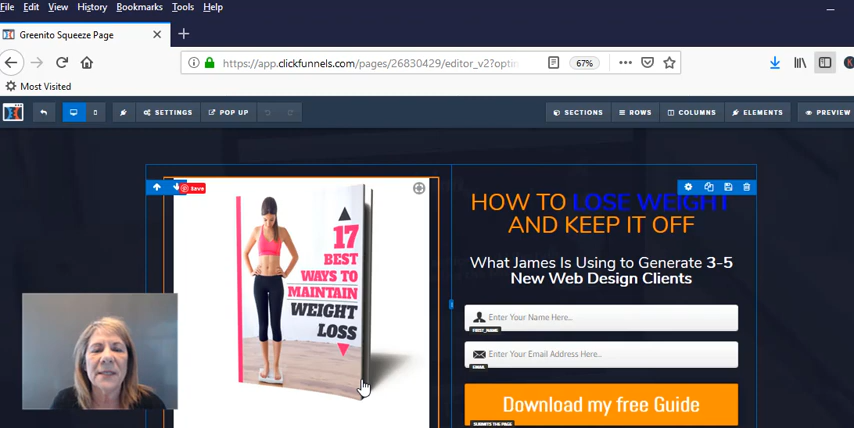 File Edit View History Bookmarks Tools Help
Greenito Squeeze Page
https://app.clickfunnels.com/pages/26830429/editor_v2?optin
67%
Most Visited
SETTINGS
POP UP
SECTIONS
ROWS
COLUMNS
ELEMENTS
PREVIEW
Save
17
BEST
WAYS TO
MAINTAIN
WEIGHT
LOSS
HOW TO LOSE WEIGHT
AND KEEP IT OFF
What James Is Using to Generate 3-5
New Web Design Clients
Enter Your Name Here...
FIRST_NAME
Enter Your Email Address Here...
EMAIL
Download my free Guide
SUBMITS THE PAGE